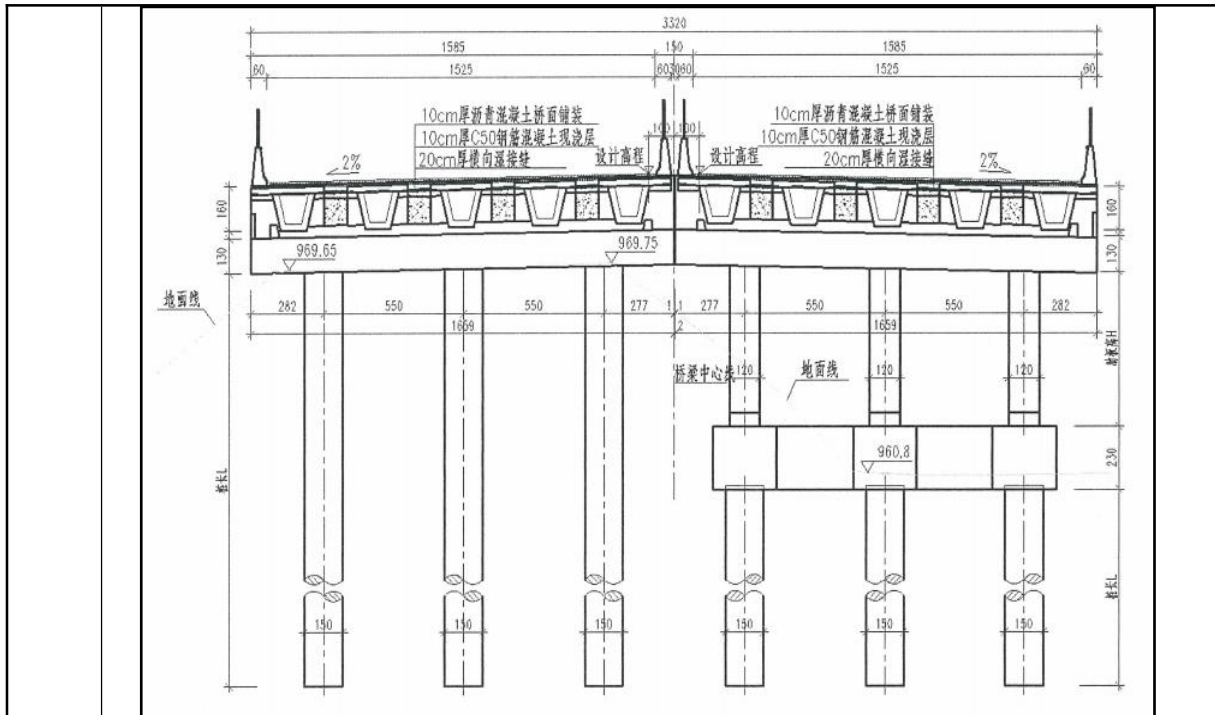 3320
1585 150 1585
60 1525 60 30 60 1525 60
10cm厚沥青混凝土桥面铺装 10cm厚沥青混凝土桥面铺装
100 100
10cm厚C50钢筋混凝土现浇层 10cm厚C50钢筋混凝土现浇层
2% 20cm厚横向湿接缝 设计高程 设计高程 20cm厚横向湿接缝 2%
160 160
969.65 969.75
130 130
地面线
282 550 550 277 1 1 277 550 550 282
1659 2 1659
桥梁中心线 120 地面线 120 120
960.8
230
桩长L
桩长L
150 150 150 150 150 150